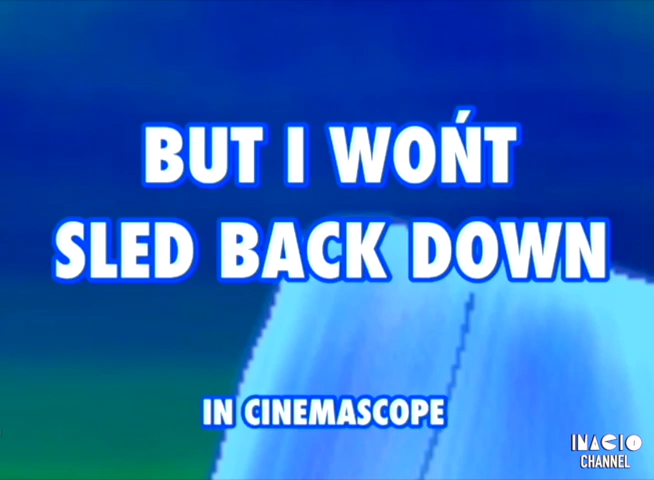 BUT I WOŃT
SLED BACK DOWN
IN CINEMASCOPE
INACIO
CHANNEL